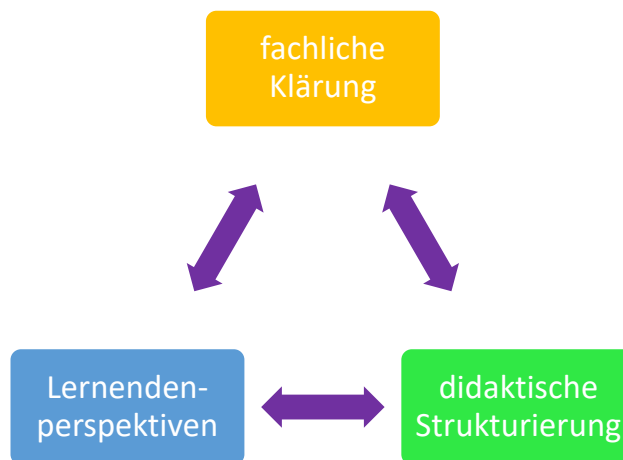 fachliche
Klärung
Lernenden-
perspektiven
didaktische
Strukturierung